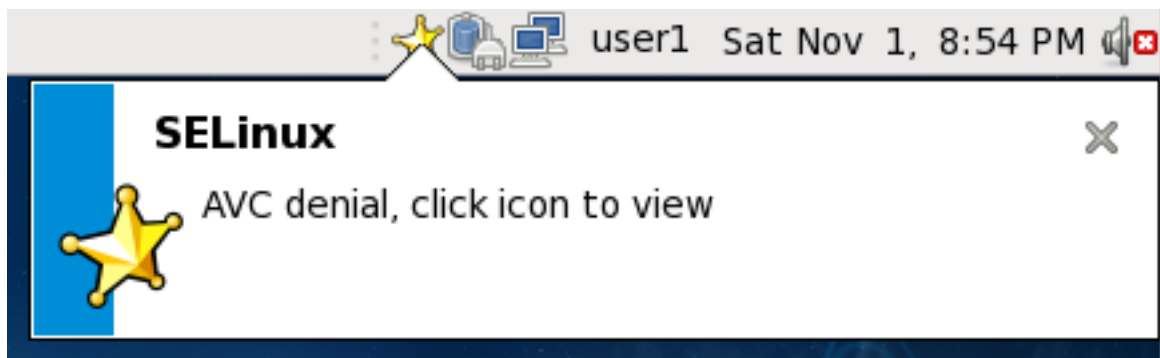 user1 Sat Nov 1, 8:54 PM
SELinux
AVC denial, click icon to view